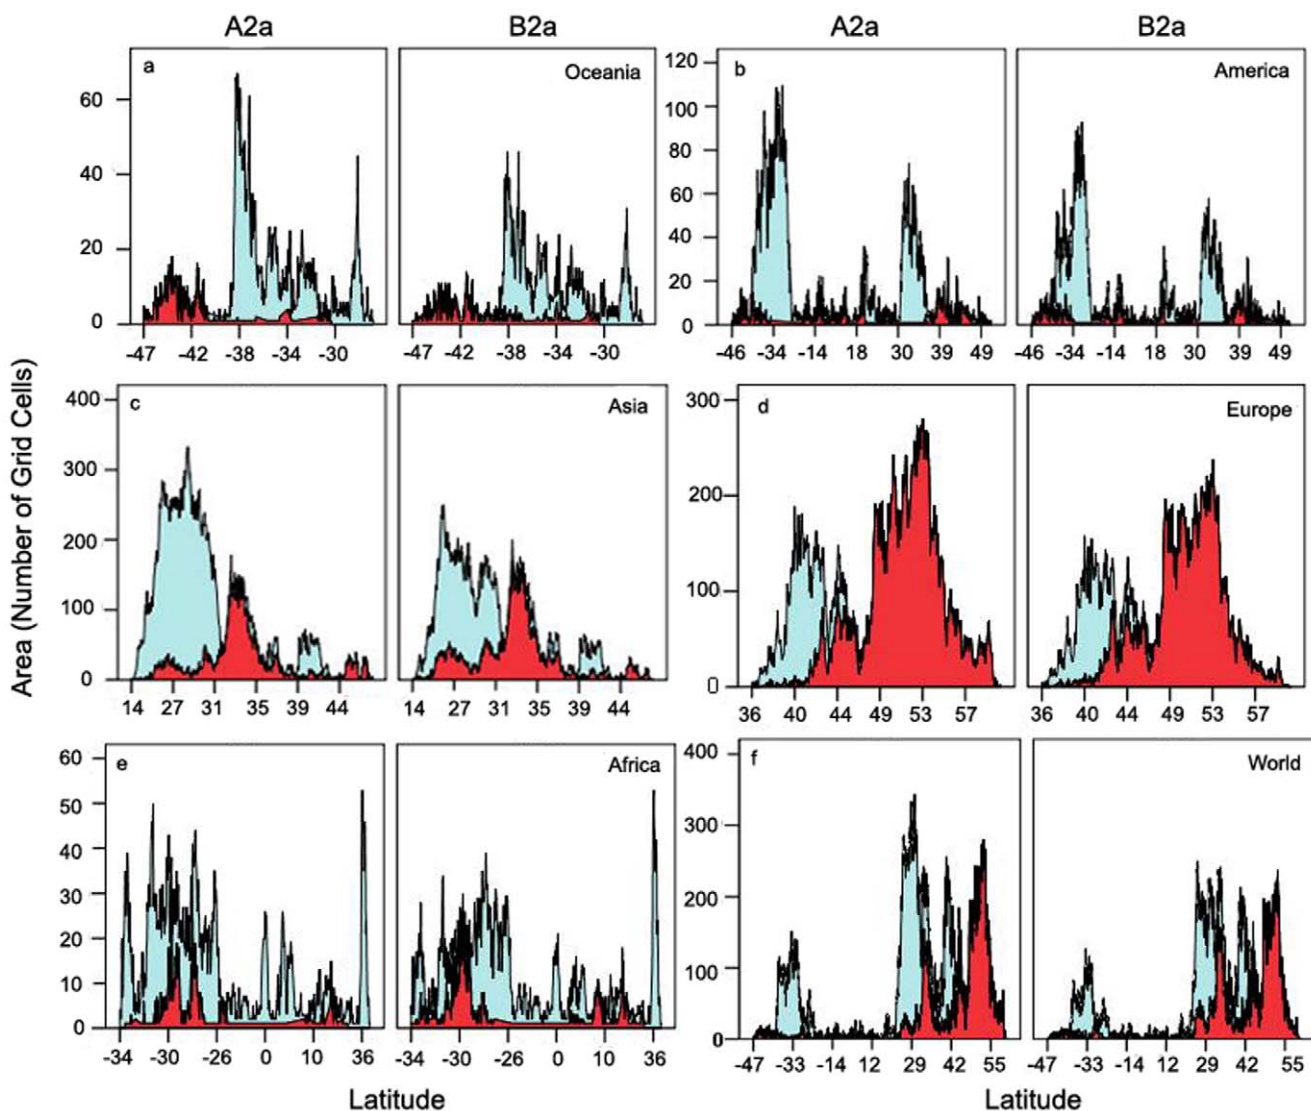 A2a B2a A2a B2a
a Oceania b America
60 40 20 0
120 100 80 60 40 20 0
-47 -42 -38 -34 -30 -47 -42 -38 -34 -30 -46 -34 -14 18 30 39 49 -46 -34 -14 18 30 39 49
Area (Number of Grid Cells)
c Asia d Europe
400 300 200 100 0
300 200 100 0
14 27 31 35 39 44 14 27 31 35 39 44 36 40 44 49 53 57 36 40 44 49 53 57
e Africa f World
60 50 40 30 20 10 0
400 300 200 100 0
-34 -30 -26 0 10 36 -34 -30 -26 0 10 36 -47 -33 -14 12 29 42 55 -47 -33 -14 12 29 42 55
Latitude Latitude